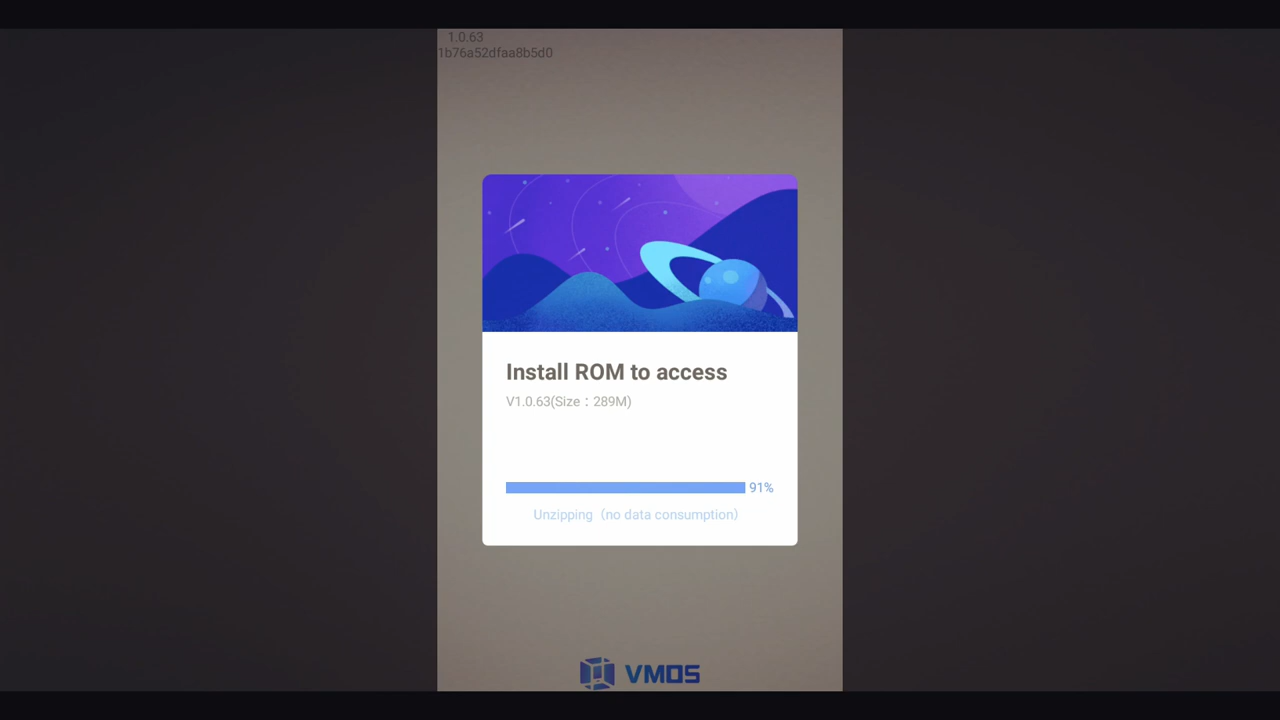 1.0.63
1b76a52dfaa8b5d0
Install ROM to access
V1.0.63(Size：289M)
91%
Unzipping（no data consumption）
VMOS